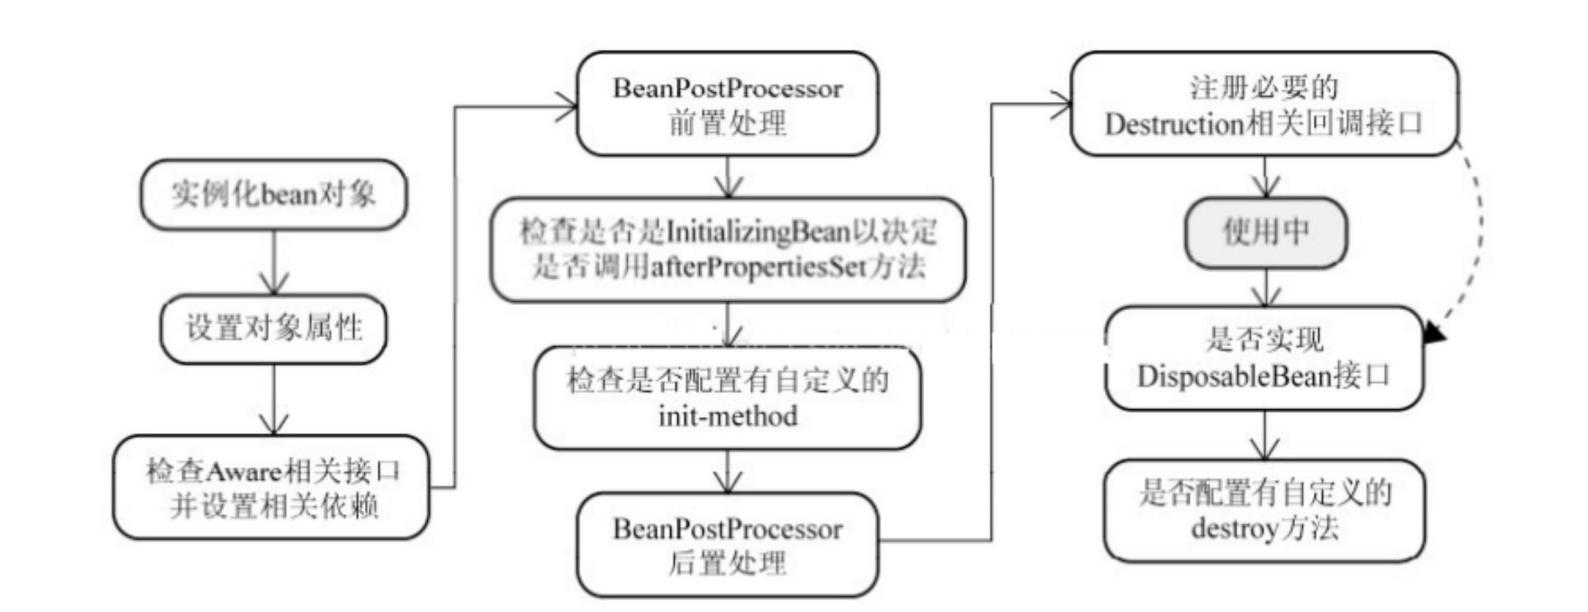 实例化bean对象
设置对象属性
检查Aware相关接口
并设置相关依赖
BeanPostProcessor
前置处理
检查是否是InitializingBean以决定
是否调用afterPropertiesSet方法
检查是否配置有自定义的
init-method
BeanPostProcessor
后置处理
注册必要的
Destruction相关回调接口
使用中
是否实现
DisposableBean接口
是否配置有自定义的
destroy方法